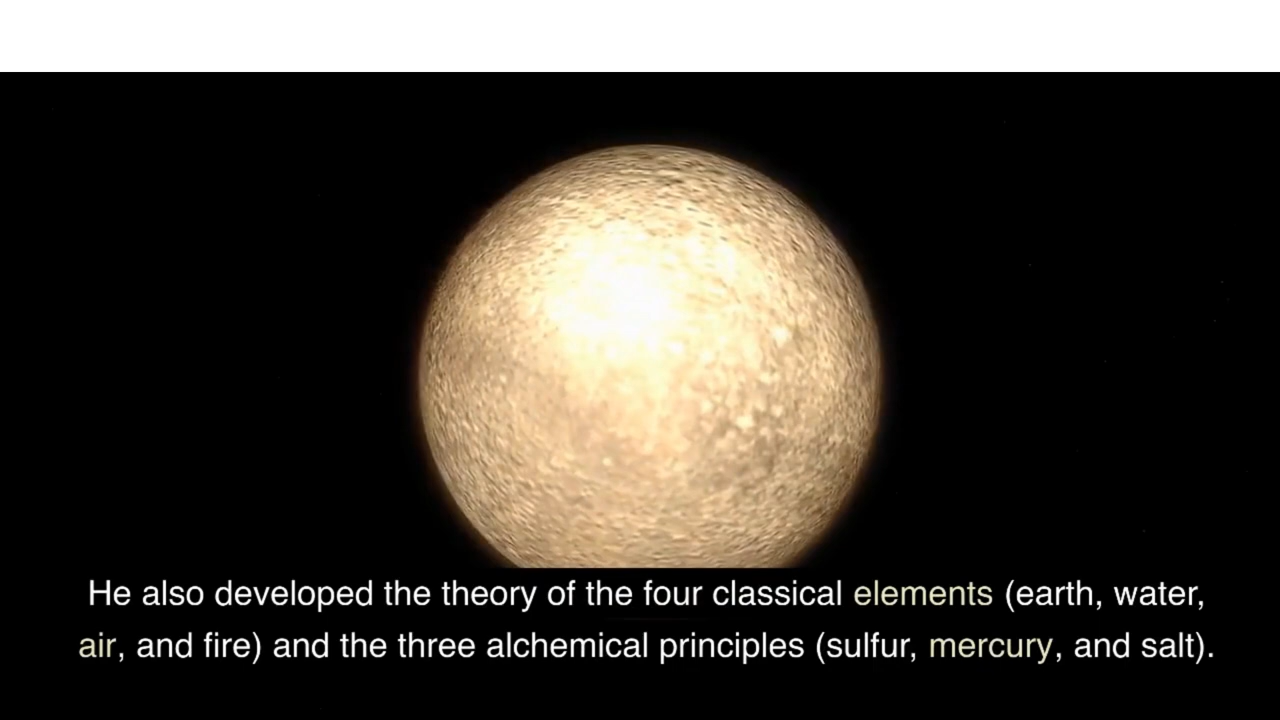 He also developed the theory of the four classical elements (earth, water,
air, and fire) and the three alchemical principles (sulfur, mercury, and salt).